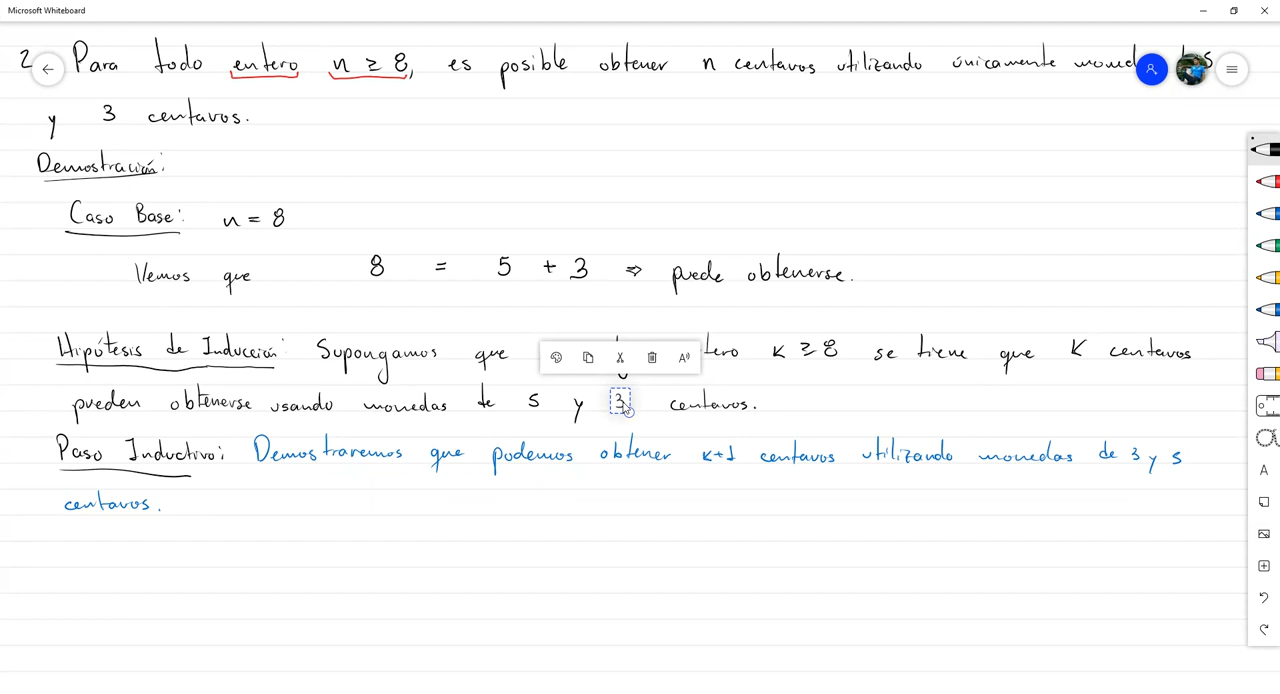 Microsoft Whiteboard
2 Para todo entero n ≥ 8, es posible obtener n centavos utilizando únicamente
y 3 centavos.
Demostración:
Caso Base: n = 8
Vemos que 8 = 5 + 3 ⇒ puede obtenerse.
Hipótesis de Inducción: Supongamos que K ≥ 8 se tiene que K centavos
pueden obtenerse usando monedas de 5 y 3 centavos.
Paso Inductivo: Demostraremos que podemos obtener K+1 centavos utilizando monedas de 3 y 5
centavos.